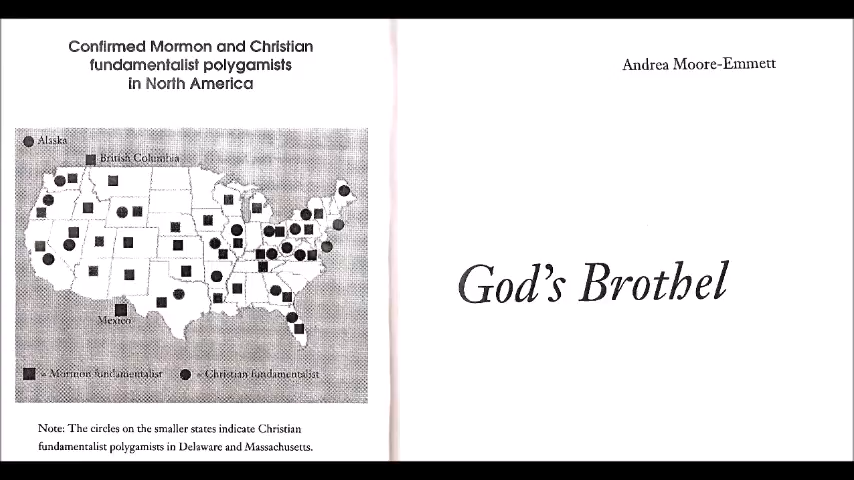 Confirmed Mormon and Christian
fundamentalist polygamists
in North America
Alaska
British Columbia
Mexico
= Mormon fundamentalist
= Christian fundamentalist
Note: The circles on the smaller states indicate Christian
fundamentalist polygamists in Delaware and Massachusetts.
Andrea Moore-Emmett
God's Brothel